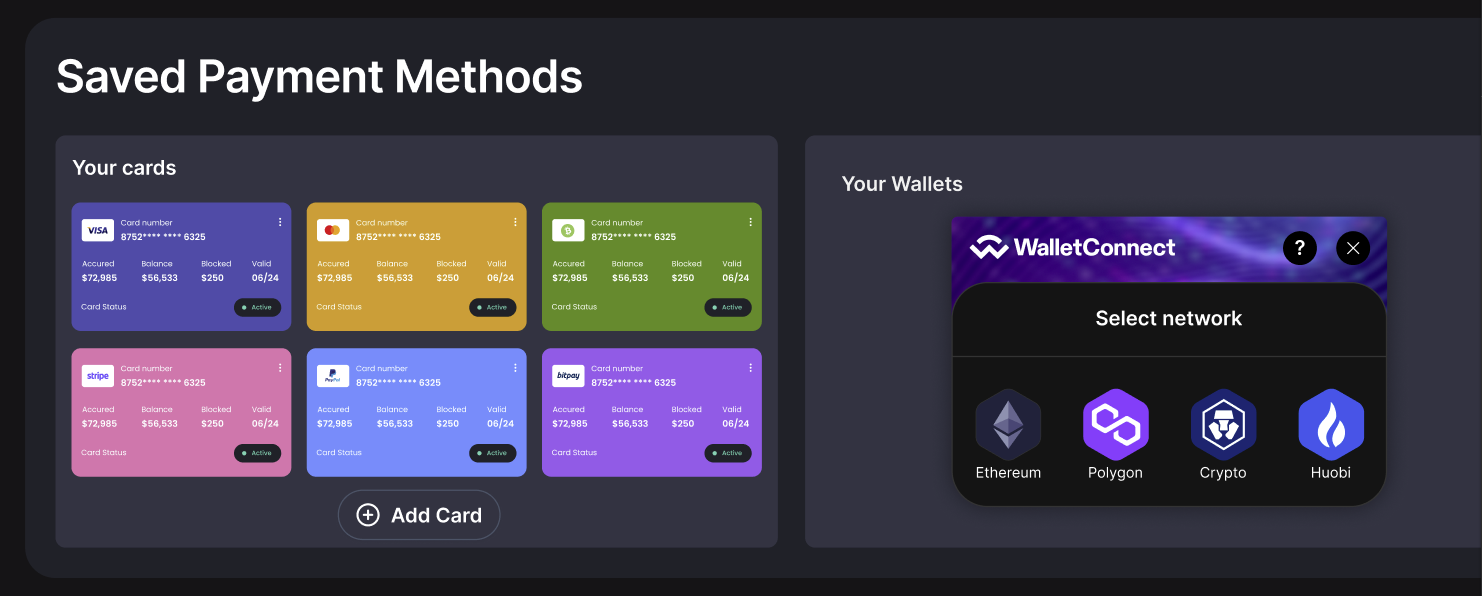 Saved Payment Methods
Your cards
VISA
Card number
8752**** **** 6325
Accured Balance Blocked Valid
$72,985 $56,533 $250 06/24
Card Status Active
Card number
8752**** **** 6325
Accured Balance Blocked Valid
$72,985 $56,533 $250 06/24
Card Status Active
Card number
8752**** **** 6325
Accured Balance Blocked Valid
$72,985 $56,533 $250 06/24
Card Status Active
stripe
Card number
8752**** **** 6325
Accured Balance Blocked Valid
$72,985 $56,533 $250 06/24
Card Status Active
PayPal
Card number
8752**** **** 6325
Accured Balance Blocked Valid
$72,985 $56,533 $250 06/24
Card Status Active
bitpay
Card number
8752**** **** 6325
Accured Balance Blocked Valid
$72,985 $56,533 $250 06/24
Card Status Active
Add Card
Your Wallets
WalletConnect ?
Select network
Ethereum Polygon Crypto Huobi